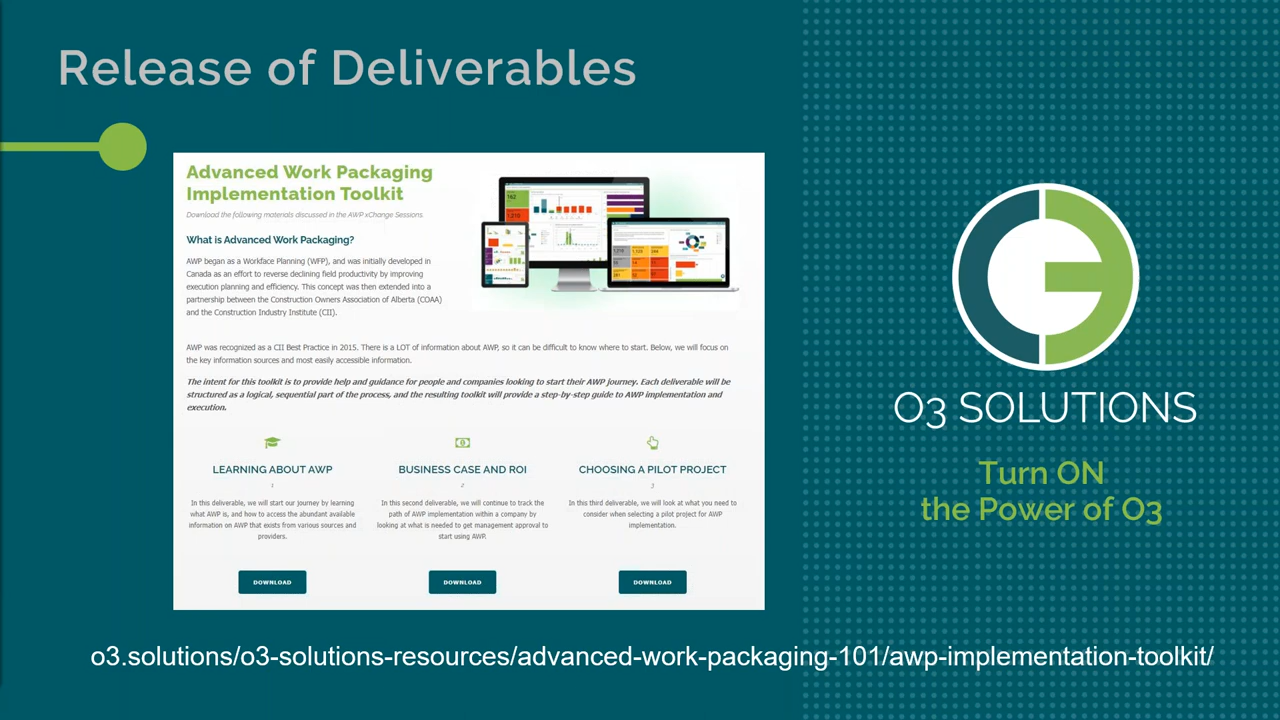 Release of Deliverables
Advanced Work Packaging
Implementation Toolkit
Download the following materials discussed in the AWP xChange Sessions.
What is Advanced Work Packaging?
AWP began as a Workface Planning (WFP), and was initially developed in
Canada as an effort to reverse declining field productivity by improving
execution planning and efficiency. This concept was then extended into a
partnership between the Construction Owners Association of Alberta (COAA)
and the Construction Industry Institute (CII).
AWP was recognized as a CII Best Practice in 2015. There is a LOT of information about AWP, so it can be difficult to know where to start. Below, we will focus on
the key information sources and most easily accessible information.
The intent for this toolkit is to provide help and guidance for people and companies looking to start their AWP journey. Each deliverable will be
structured as a logical, sequential part of the process, and the resulting toolkit will provide a step-by-step guide to AWP implementation and
execution.
LEARNING ABOUT AWP
1
In this deliverable, we will start our journey by learning
what AWP is, and how to access the abundant available
information on AWP that exists from various sources and
providers.
DOWNLOAD
BUSINESS CASE AND ROI
2
In this second deliverable, we will continue to track the
path of AWP implementation within a company by
looking at what is needed to get management approval to
start using AWP.
DOWNLOAD
CHOOSING A PILOT PROJECT
3
In this third deliverable, we will look at what you need to
consider when selecting a pilot project for AWP
implementation.
DOWNLOAD
O3 SOLUTIONS
Turn ON
the Power of O3
o3.solutions/o3-solutions-resources/advanced-work-packaging-101/awp-implementation-toolkit/